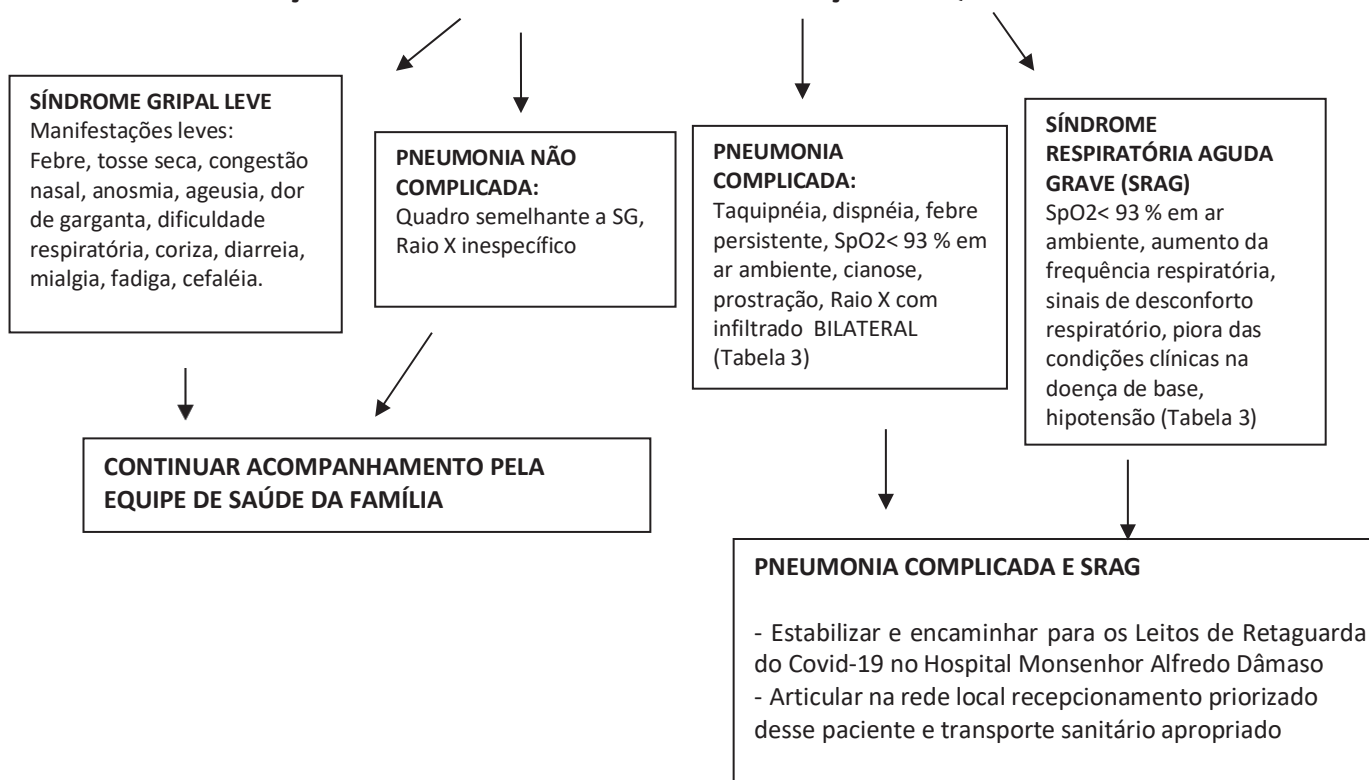 SÍNDROME GRIPAL LEVE
Manifestações leves:
Febre, tosse seca, congestão
nasal, anosmia, ageusia, dor
de garganta, dificuldade
respiratória, coriza, diarreia,
mialgia, fadiga, cefaléia.
PNEUMONIA NÃO
COMPLICADA:
Quadro semelhante a SG,
Raio X inespecífico
PNEUMONIA
COMPLICADA:
Taquipnéia, dispnéia, febre
persistente, SpO2< 93 % em
ar ambiente, cianose,
prostração, Raio X com
infiltrado BILATERAL
(Tabela 3)
SÍNDROME
RESPIRATÓRIA AGUDA
GRAVE (SRAG)
SpO2< 93 % em ar
ambiente, aumento da
frequência respiratória,
sinais de desconforto
respiratório, piora das
condições clínicas na
doença de base,
hipotensão (Tabela 3)
CONTINUAR ACOMPANHAMENTO PELA
EQUIPE DE SAÚDE DA FAMÍLIA
PNEUMONIA COMPLICADA E SRAG
- Estabilizar e encaminhar para os Leitos de Retaguarda
do Covid-19 no Hospital Monsenhor Alfredo Dâmaso
- Articular na rede local recepcionamento priorizado
desse paciente e transporte sanitário apropriado